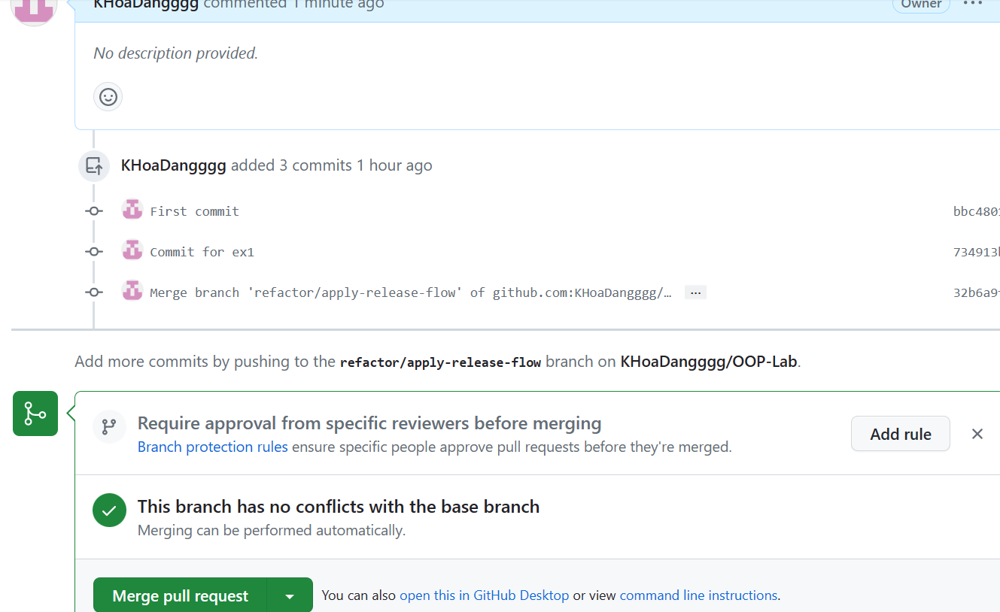 KHoaDangggg commented 1 minute ago Owner
No description provided.
KHoaDangggg added 3 commits 1 hour ago
First commit bbc4801
Commit for ex1 734913
Merge branch 'refactor/apply-release-flow' of github.com:KHoaDangggg/… ... 32b6a9
Add more commits by pushing to the refactor/apply-release-flow branch on KHoaDangggg/OOP-Lab.
Require approval from specific reviewers before merging
Branch protection rules ensure specific people approve pull requests before they're merged.
Add rule
This branch has no conflicts with the base branch
Merging can be performed automatically.
Merge pull request You can also open this in GitHub Desktop or view command line instructions.